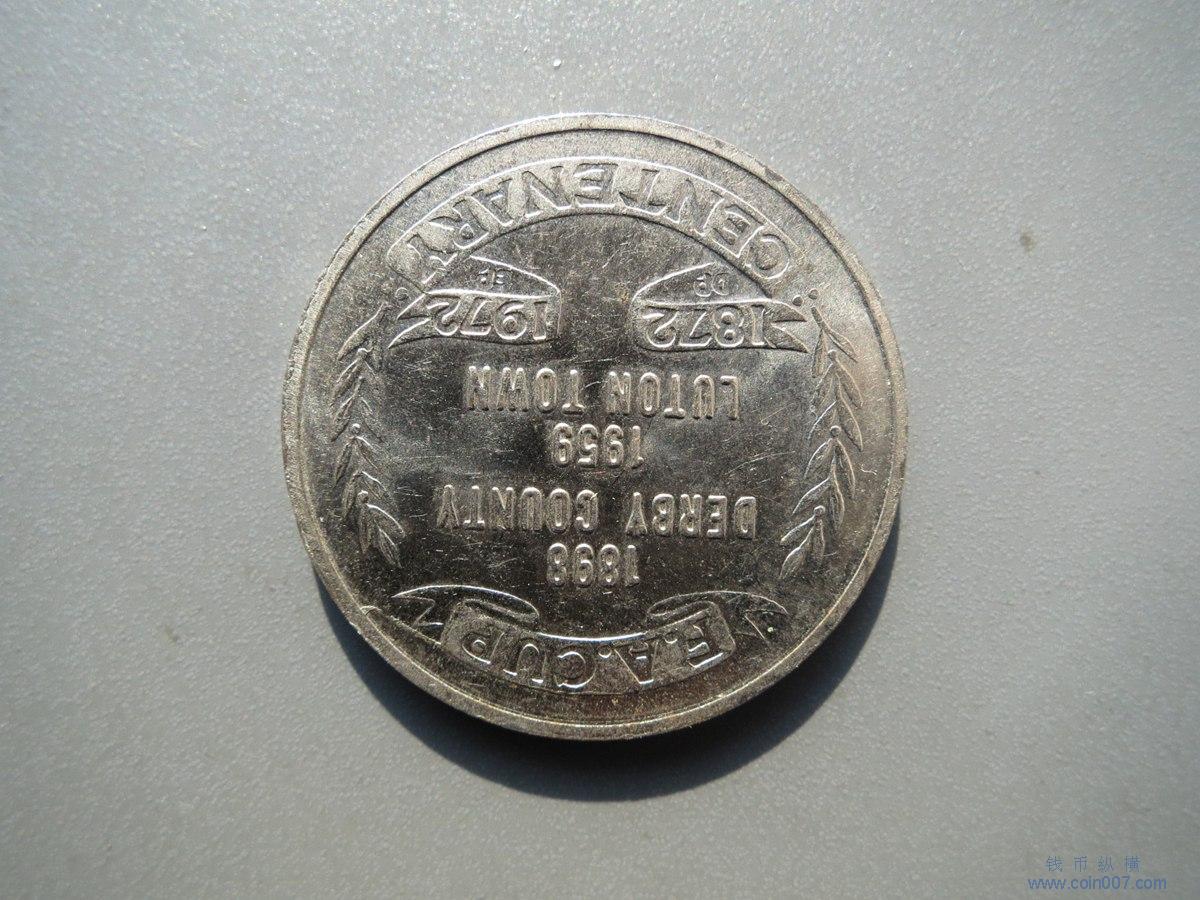 F.A.CUP
1898
DERBY COUNTY
1959
LUTON TOWN
1872 1972
CENTENARY
钱币纵横
www.coin007.com